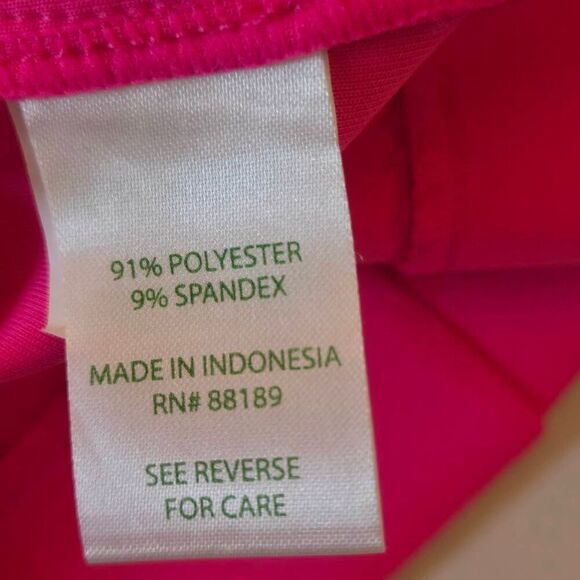 91% POLYESTER
9% SPANDEX
MADE IN INDONESIA
RN# 88189
SEE REVERSE
FOR CARE